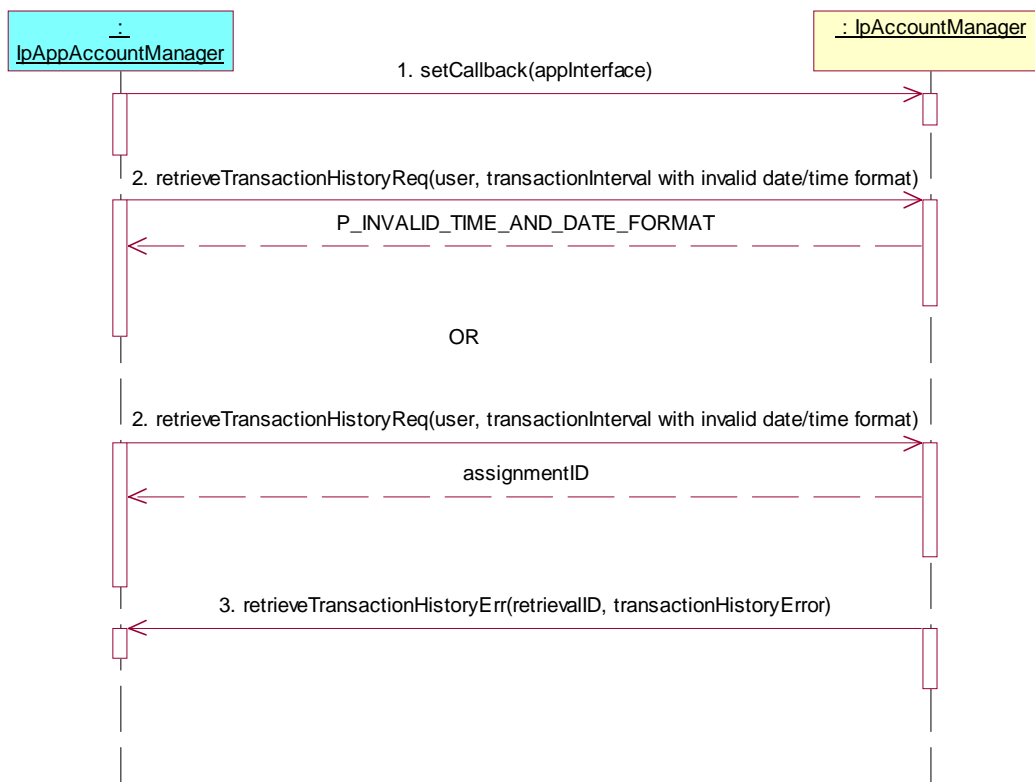 :
IpAppAccountManager
: IpAccountManager
1. setCallback(appInterface)
2. retrieveTransactionHistoryReq(user, transactionInterval with invalid date/time format)
P_INVALID_TIME_AND_DATE_FORMAT
OR
2. retrieveTransactionHistoryReq(user, transactionInterval with invalid date/time format)
assignmentID
3. retrieveTransactionHistoryErr(retrievalID, transactionHistoryError)